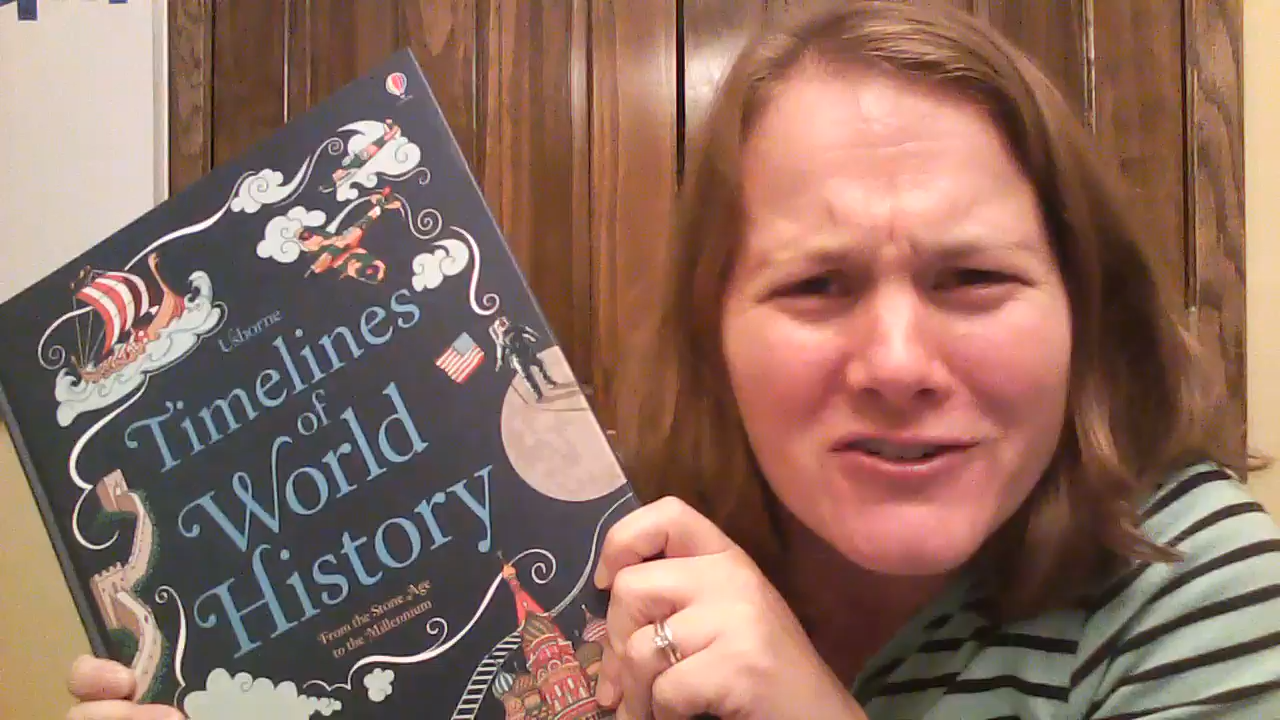 Usborne
Timelines
of
World
History
From the Stone Age
to the Millennium